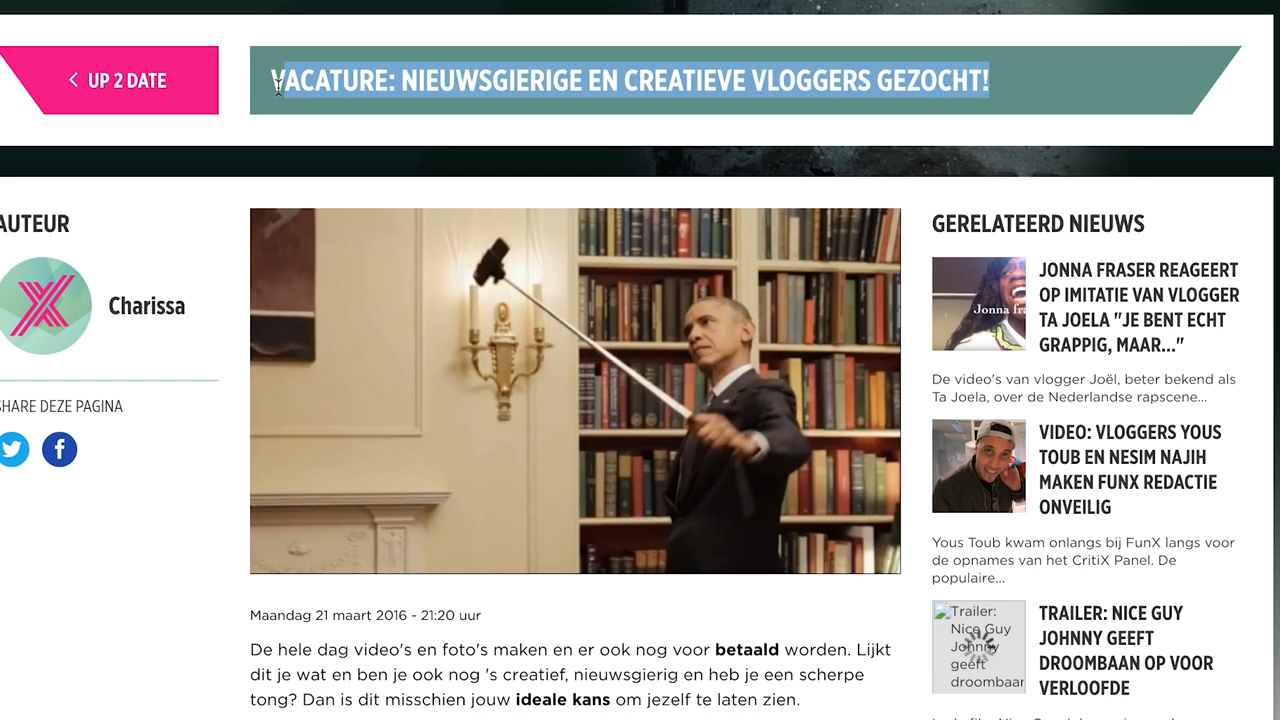 UP 2 DATE
VACATURE: NIEUWSGIERIGE EN CREATIEVE VLOGGERS GEZOCHT!
AUTEUR
Charissa
SHARE DEZE PAGINA
Maandag 21 maart 2016 - 21:20 uur
De hele dag video's en foto's maken en er ook nog voor betaald worden. Lijkt
dit je wat en ben je ook nog 's creatief, nieuwsgierig en heb je een scherpe
tong? Dan is dit misschien jouw ideale kans om jezelf te laten zien.
GERELATEERD NIEUWS
Jonna
JONNA FRASER REAGEERT
OP IMITATIE VAN VLOGGER
TA JOELA "JE BENT ECHT
GRAPPIG, MAAR..."
De video's van vlogger Joël, beter bekend als
Ta Joela, over de Nederlandse rapscene...
VIDEO: VLOGGERS YOUS
TOUB EN NESIM NAJIH
MAKEN FUNX REDACTIE
ONVEILIG
Yous Toub kwam onlangs bij FunX langs voor
de opnames van het CritiX Panel. De
populaire...
Trailer:
Nice Guy
Johnny
geeft
droombaan
TRAILER: NICE GUY
JOHNNY GEEFT
DROOMBAAN OP VOOR
VERLOOFDE